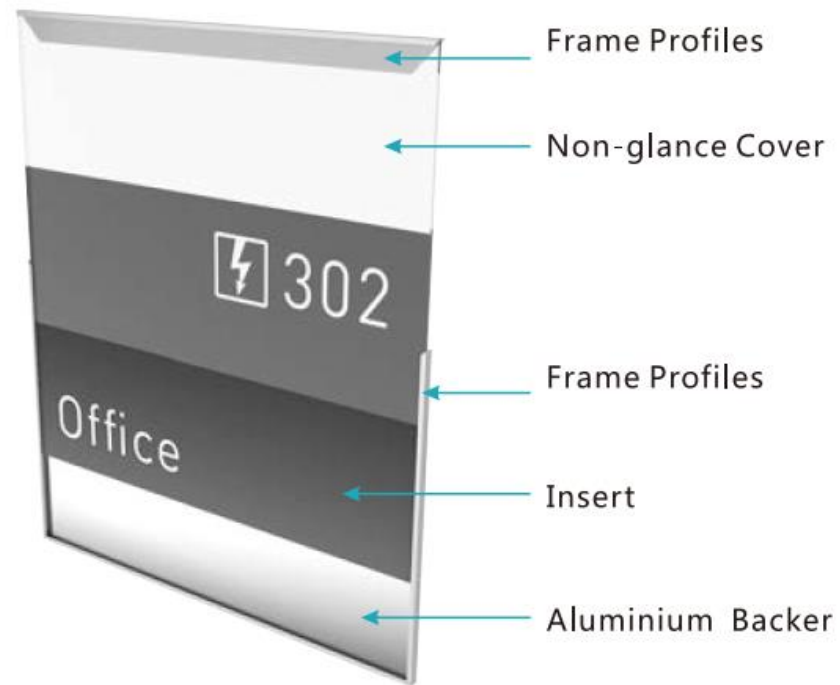 Frame Profiles
Non-glance Cover
302
Frame Profiles
Office
Insert
Aluminium Backer